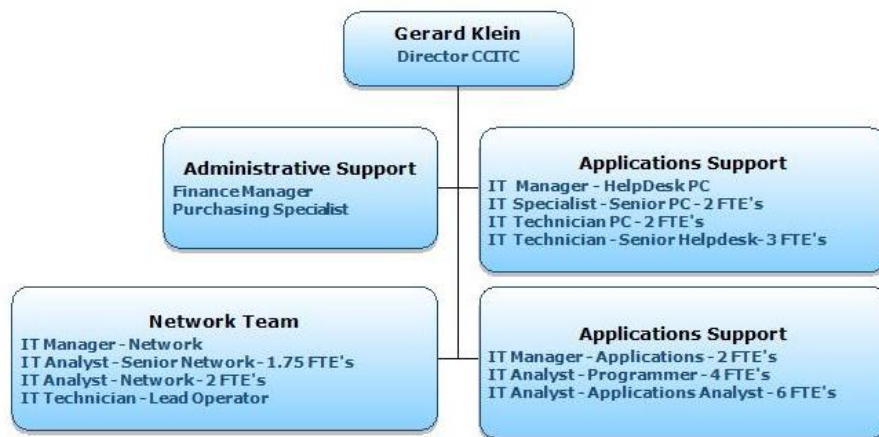 Gerard Klein
Director CCITC
Administrative Support
Finance Manager
Purchasing Specialist
Applications Support
IT Manager - HelpDesk PC
IT Specialist - Senior PC - 2 FTE's
IT Technician PC - 2 FTE's
IT Technician - Senior Helpdesk- 3 FTE's
Network Team
IT Manager - Network
IT Analyst - Senior Network - 1.75 FTE's
IT Analyst - Network - 2 FTE's
IT Technician - Lead Operator
Applications Support
IT Manager - Applications - 2 FTE's
IT Analyst - Programmer - 4 FTE's
IT Analyst - Applications Analyst - 6 FTE's